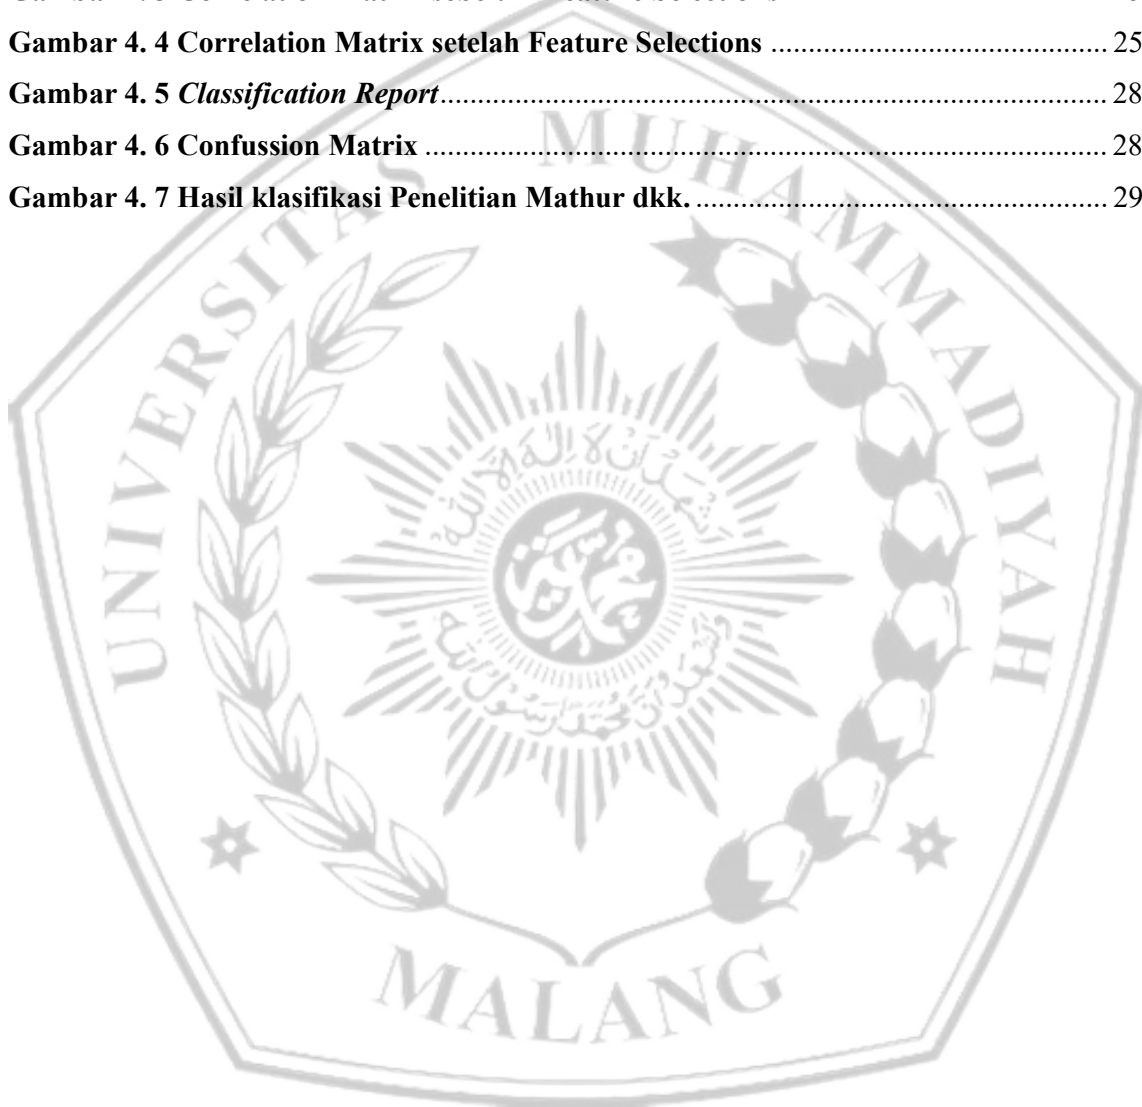 Gambar 4. 4 Correlation Matrix setelah Feature Selections ........................................ 25
Gambar 4. 5 Classification Report ........................................ 28
Gambar 4. 6 Confussion Matrix ........................................ 28
Gambar 4. 7 Hasil klasifikasi Penelitian Mathur dkk. ........................................ 29
UNIVERSITAS MUHAMMADIYAH
MALANG